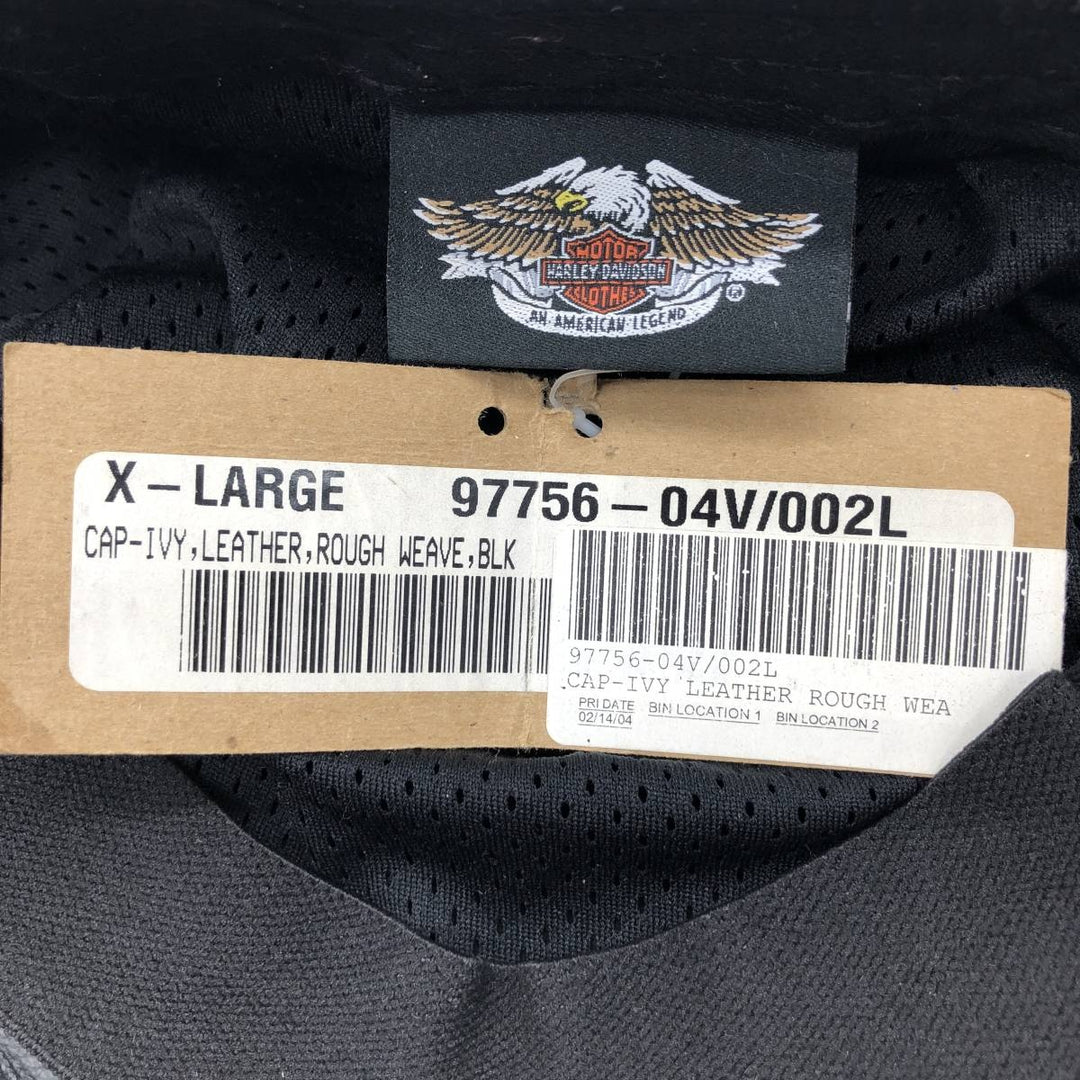 MOTOR
HARLEY-DAVIDSON
CLOTHES
®
AN AMERICAN LEGEND
X-LARGE 97756-04V/002L
CAP-IVY,LEATHER,ROUGH WEAVE,BLK
97756-04V/002L
CAP-IVY LEATHER ROUGH WEA
PRI DATE BIN LOCATION 1 BIN LOCATION 2
02/14/04